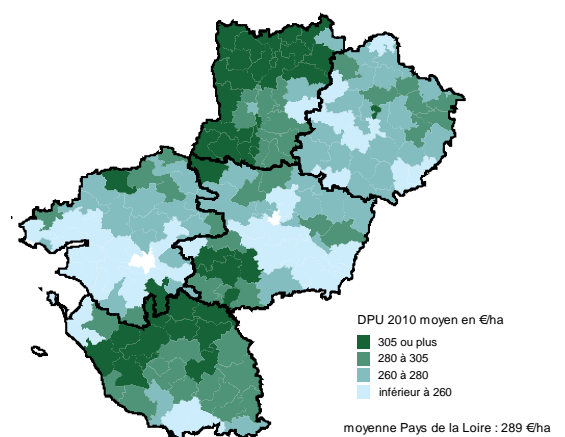 DPU 2010 moyen en €/ha
305 ou plus
280 à 305
260 à 280
inférieur à 260
moyenne Pays de la Loire : 289 €/ha